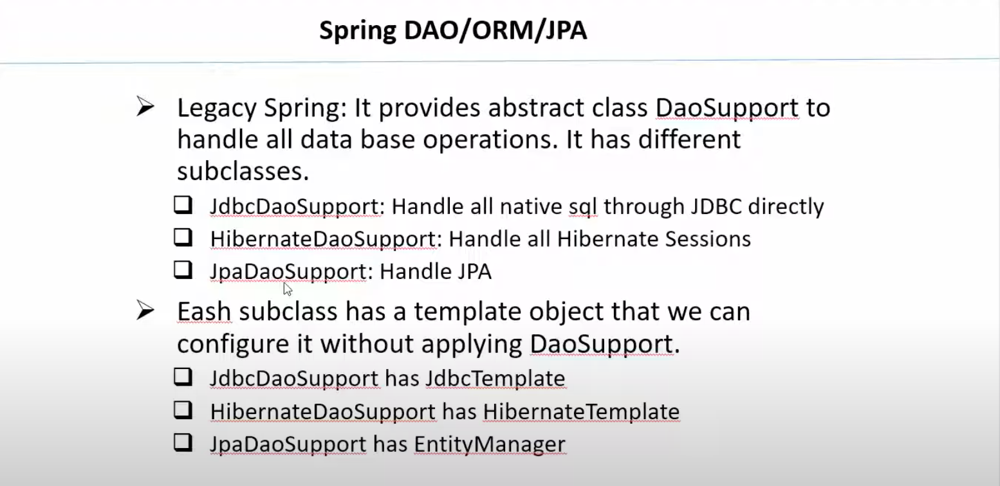 Spring DAO/ORM/JPA
Legacy Spring: It provides abstract class DaoSupport to
handle all data base operations. It has different
subclasses.
JdbcDaoSupport: Handle all native sql through JDBC directly
HibernateDaoSupport: Handle all Hibernate Sessions
JpaDaoSupport: Handle JPA
Eash subclass has a template object that we can
configure it without applying DaoSupport.
JdbcDaoSupport has JdbcTemplate
HibernateDaoSupport has HibernateTemplate
JpaDaoSupport has EntityManager